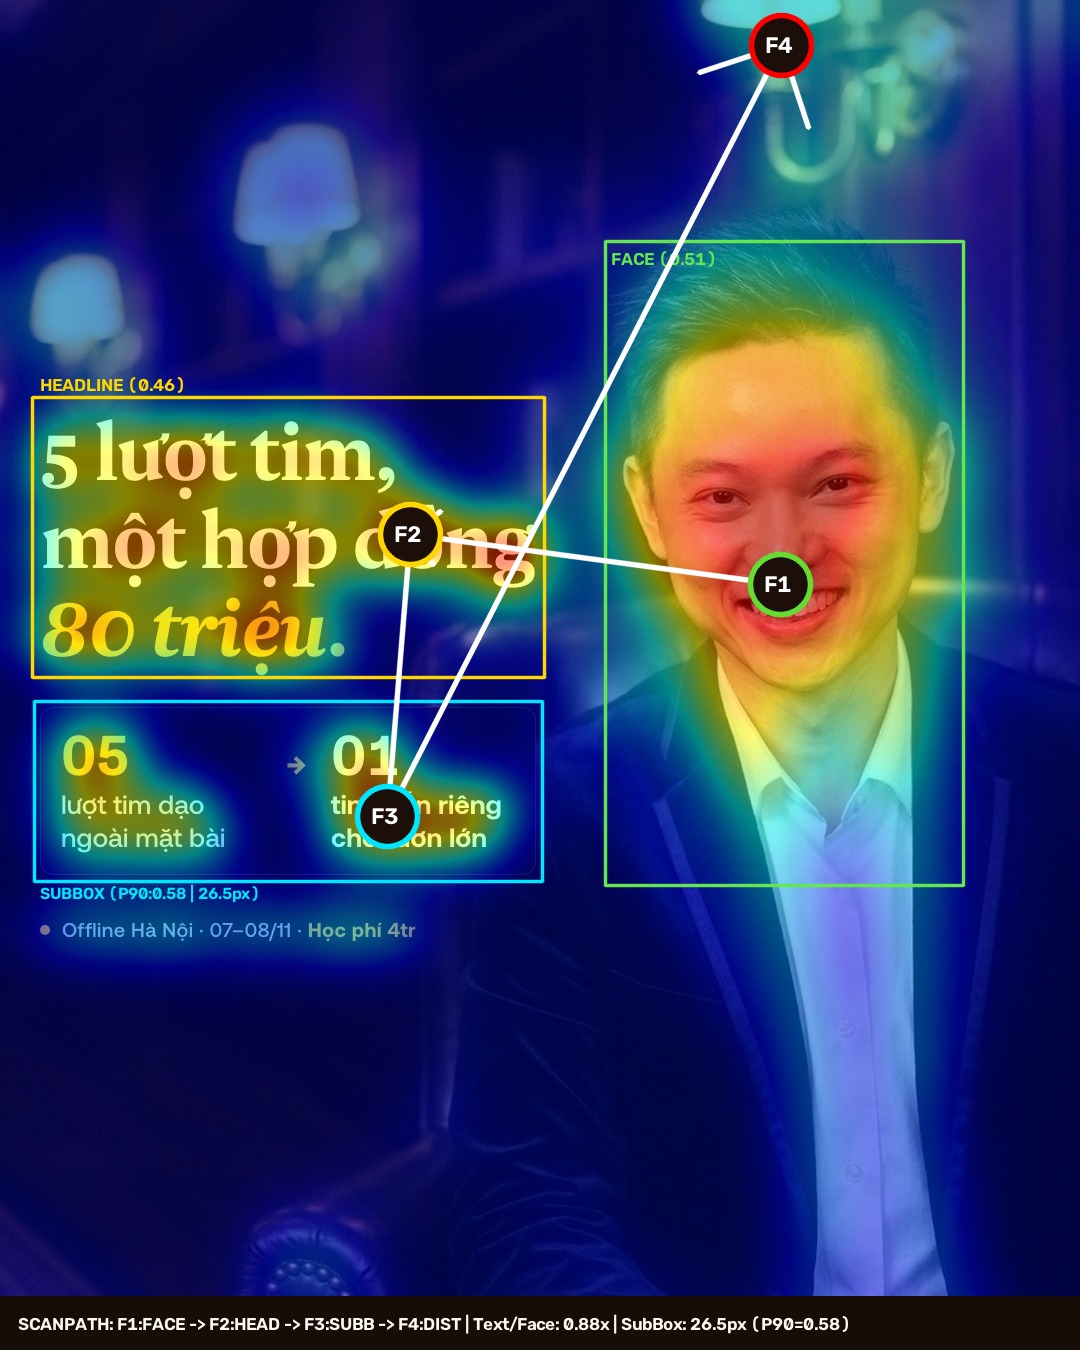 F4
FACE (0.51)
HEADLINE (0.46)
5 lượt tim,
một hợp đồng
80 triệu.
F2
F1
05
lượt tim dạo
ngoài mặt bài
→
01
riêng
lớn
F3
SUBBOX (P90:0.58 | 26.5px)
Offline Hà Nội · 07–08/11 · Học phí 4tr
SCANPATH: F1:FACE -> F2:HEAD -> F3:SUBB -> F4:DIST | Text/Face: 0.88x | SubBox: 26.5px (P90=0.58)